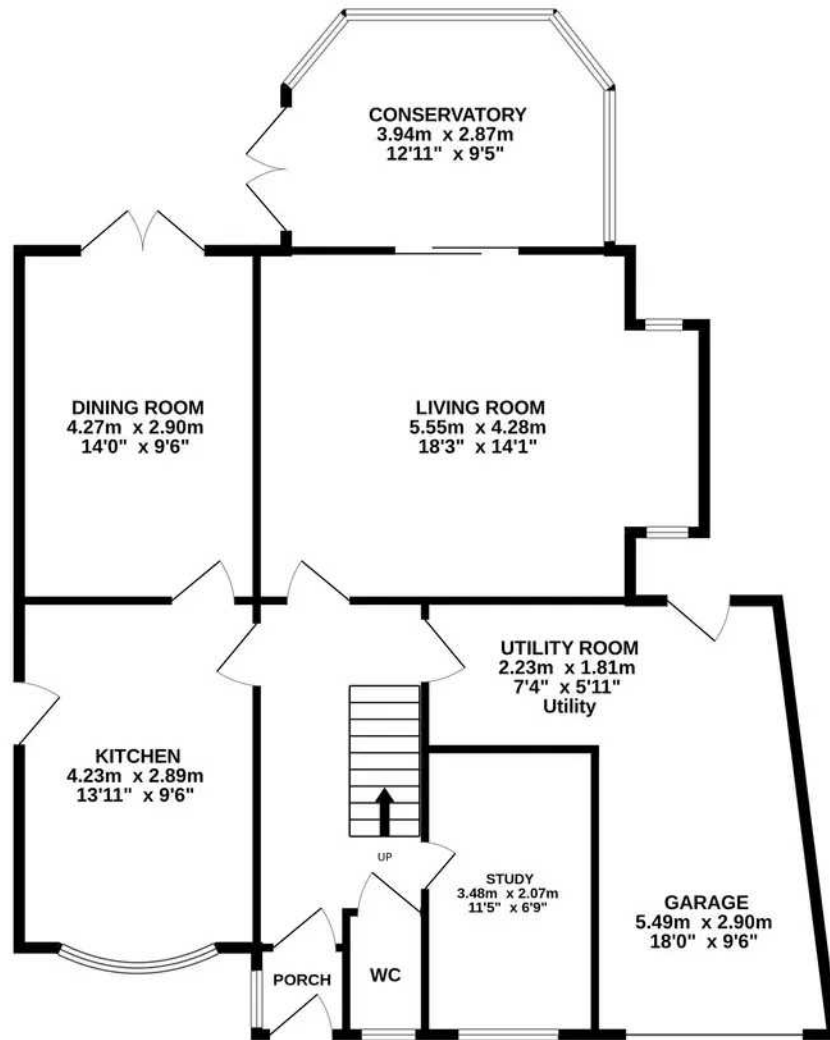 CONSERVATORY
3.94m x 2.87m
12'11" x 9'5"
DINING ROOM
4.27m x 2.90m
14'0" x 9'6"
LIVING ROOM
5.55m x 4.28m
18'3" x 14'1"
UTILITY ROOM
2.23m x 1.81m
7'4" x 5'11"
Utility
KITCHEN
4.23m x 2.89m
13'11" x 9'6"
UP
STUDY
3.48m x 2.07m
11'5" x 6'9"
GARAGE
5.49m x 2.90m
18'0" x 9'6"
PORCH
WC